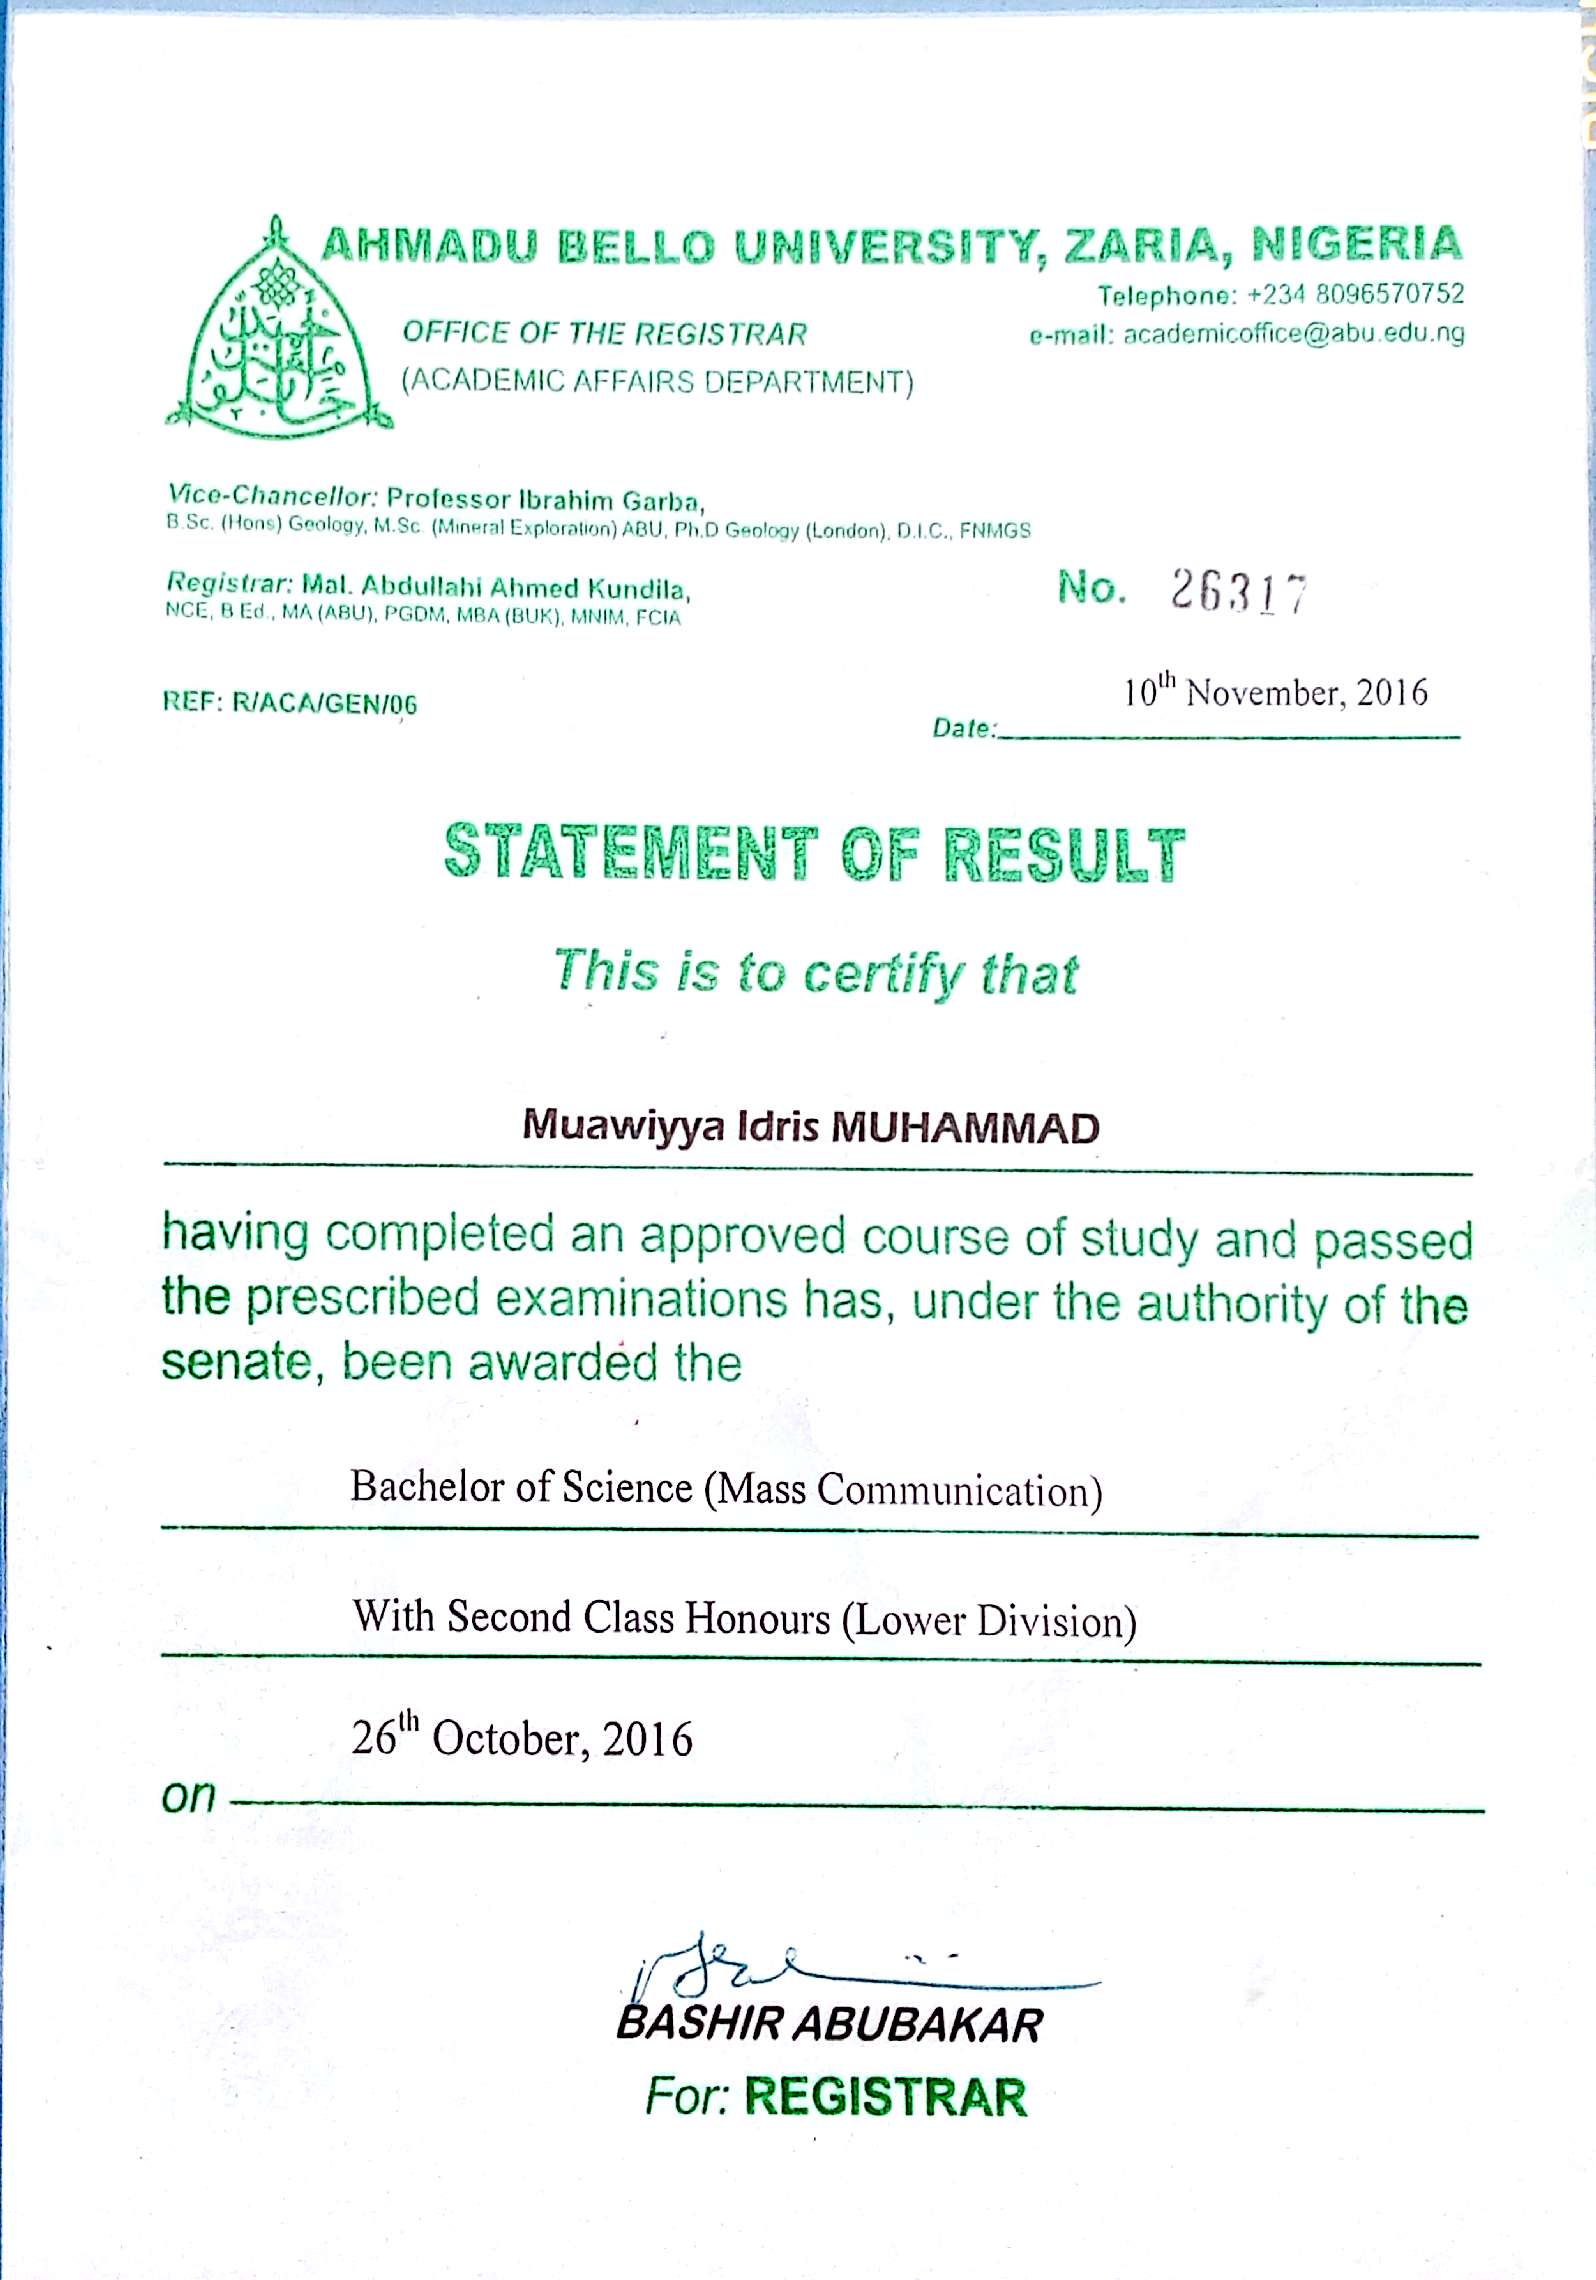 AHMADU BELLO UNIVERSITY, ZARIA, NIGERIA
Telephone: +234 8096570752
OFFICE OF THE REGISTRAR
e-mail: academicoffice@abu.edu.ng
(ACADEMIC AFFAIRS DEPARTMENT)
Vice-Chancellor: Professor Ibrahim Garba,
B.Sc. (Hons) Geology, M.Sc. (Mineral Exploration) ABU, Ph.D Geology (London), D.I.C., FNMGS
Registrar: Mal. Abdullahi Ahmed Kundila,
NCE, B Ed., MA (ABU), PGDM, MBA (BUK), MNIM, FCIA
No. 26317
REF: R/ACA/GEN/06
10th November, 2016
Date:
STATEMENT OF RESULT
This is to certify that
Muawiyya Idris MUHAMMAD
having completed an approved course of study and passed
the prescribed examinations has, under the authority of the
senate, been awarded the
Bachelor of Science (Mass Communication)
With Second Class Honours (Lower Division)
26th October, 2016
on
BASHIR ABUBAKAR
For: REGISTRAR